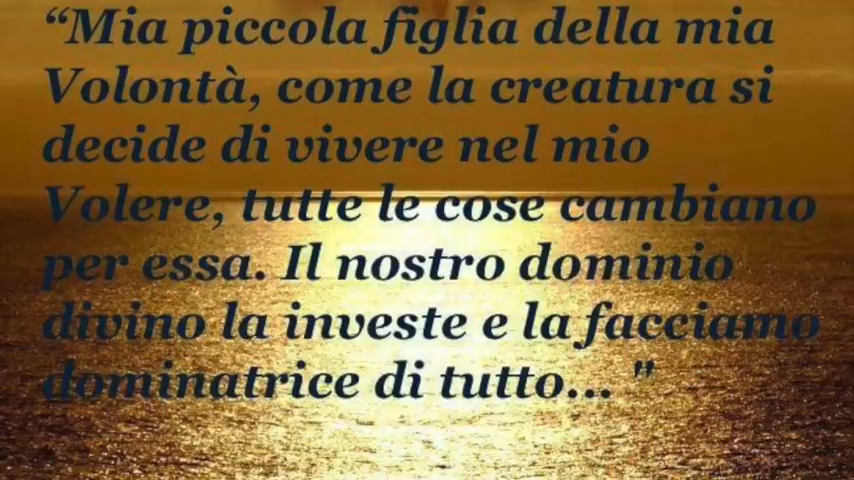 “Mia piccola figlia della mia
Volontà, come la creatura si
decide di vivere nel mio
Volere, tutte le cose cambiano
per essa. Il nostro dominio
divino la investe e la facciamo
dominatrice di tutto... "